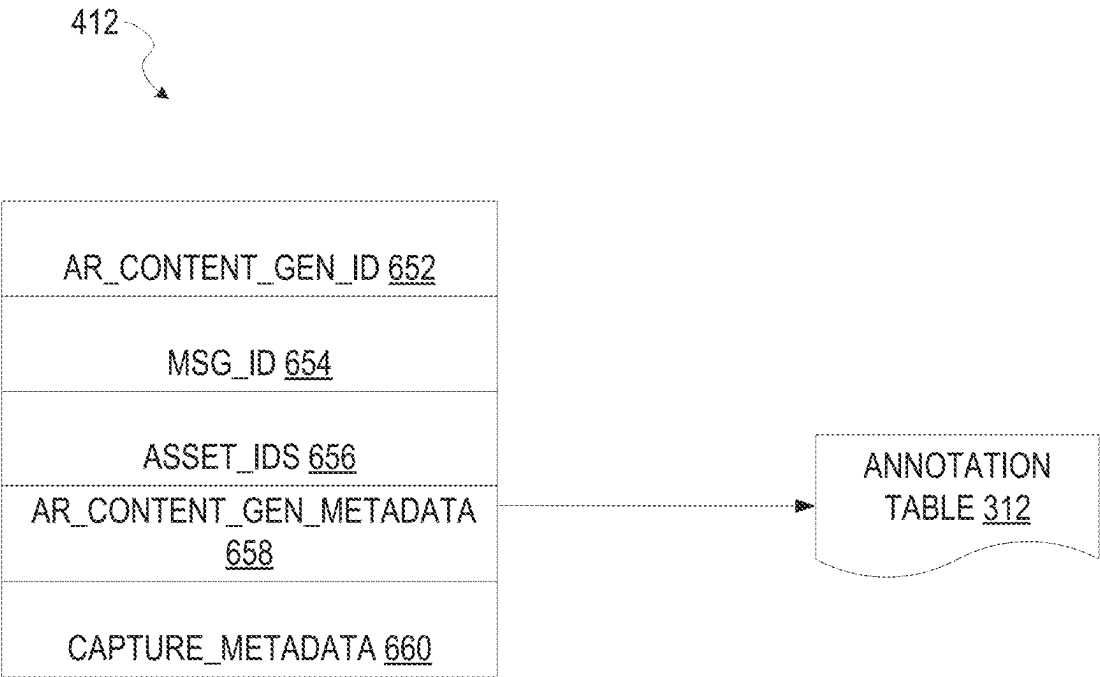 412
AR_CONTENT_GEN_ID 652
MSG_ID 654
ASSET_IDS 656
AR_CONTENT_GEN_METADATA
658
CAPTURE_METADATA 660
ANNOTATION
TABLE 312